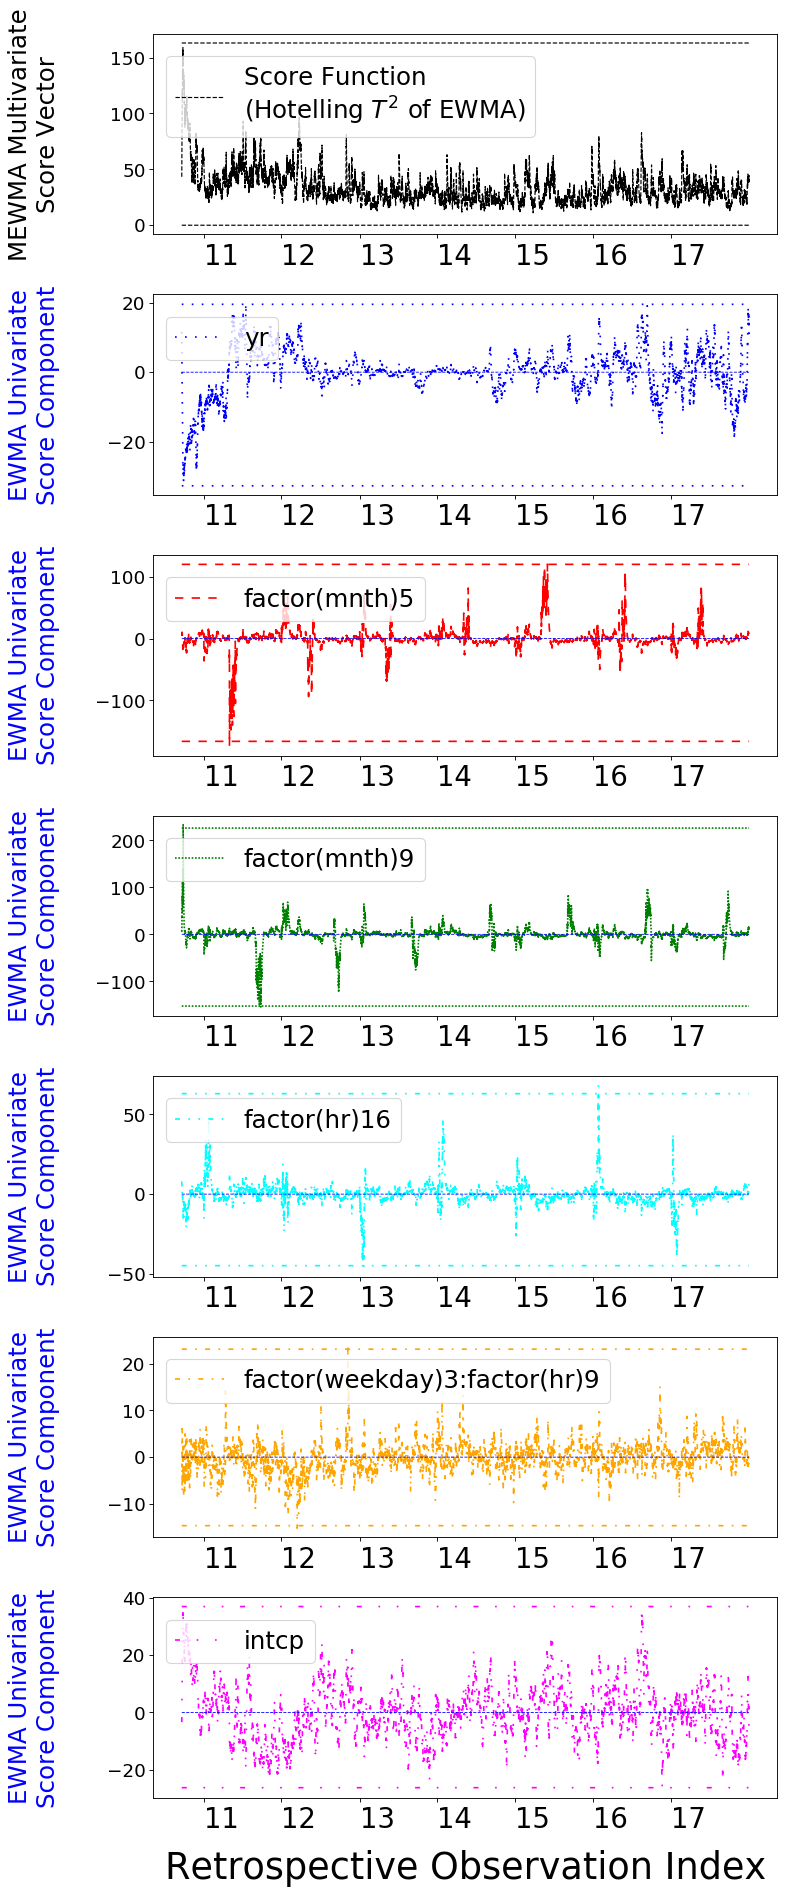 MEWMA Multivariate
Score Vector
150
100
50
0
Score Function
(Hotelling T² of EWMA)
11 12 13 14 15 16 17
EWMA Univariate
Score Component
20
0
−20
yr
11 12 13 14 15 16 17
EWMA Univariate
Score Component
100
0
−100
factor(mnth)5
11 12 13 14 15 16 17
EWMA Univariate
Score Component
200
100
0
−100
factor(mnth)9
11 12 13 14 15 16 17
EWMA Univariate
Score Component
50
0
−50
factor(hr)16
11 12 13 14 15 16 17
EWMA Univariate
Score Component
20
10
0
−10
factor(weekday)3:factor(hr)9
11 12 13 14 15 16 17
EWMA Univariate
Score Component
40
20
0
−20
intcp
11 12 13 14 15 16 17
Retrospective Observation Index